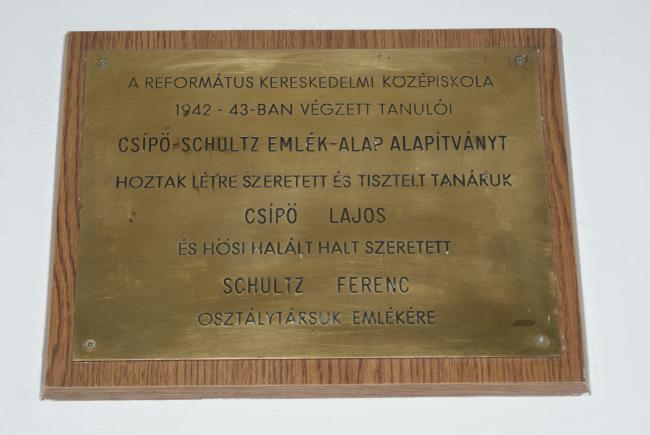 A REFORMÁTUS KERESKEDELMI KÖZÉPISKOLA
1942 - 43-BAN VÉGZETT TANULÓI
CSÍPŐ-SCHULTZ EMLÉK-ALAP ALAPÍTVÁNYT
HOZTAK LÉTRE SZERETETT ÉS TISZTELT TANÁRUK
CSÍPŐ LAJOS
ÉS HŐSI HALÁLT HALT SZERETETT
SCHULTZ FERENC
OSZTÁLYTÁRSUK EMLÉKÉRE